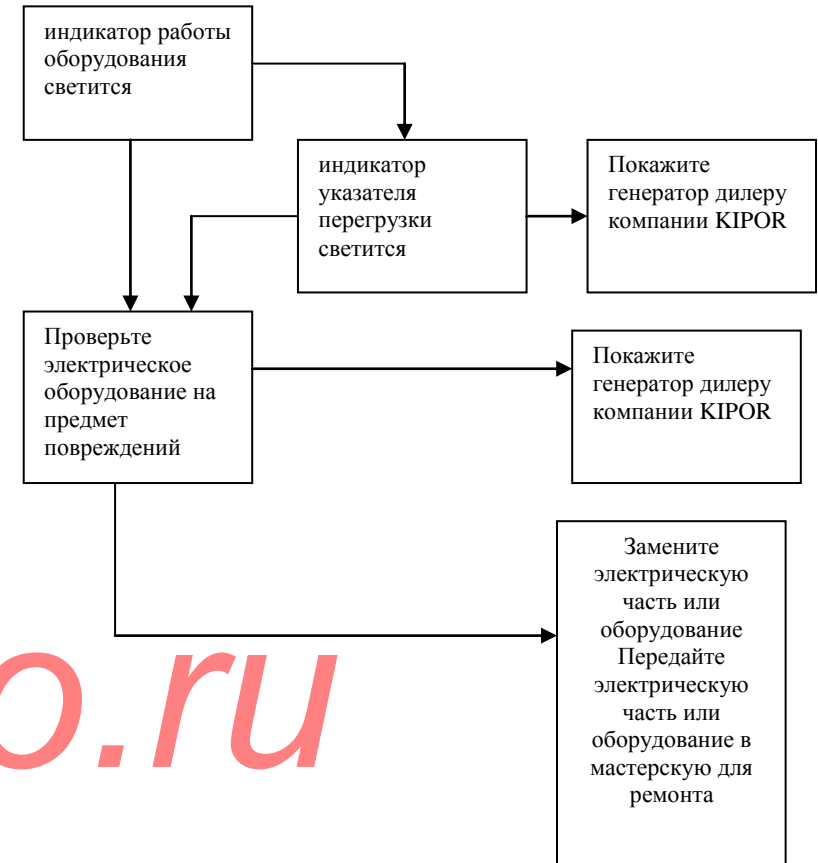 индикатор работы
оборудования
светится
индикатор
указателя
перегрузки
светится
Покажите
генератор дилеру
компании KIPOR
Проверьте
электрическое
оборудование на
предмет
повреждений
Покажите
генератор дилеру
компании KIPOR
Замените
электрическую
часть или
оборудование
Передайте
электрическую
часть или
оборудование в
мастерскую для
ремонта
o.ru